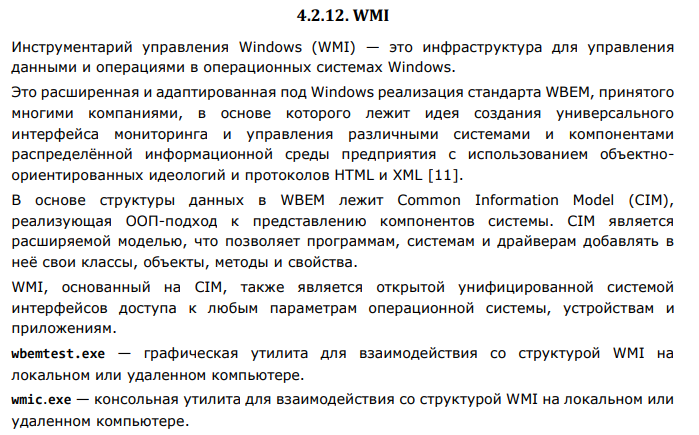 4.2.12. WMI
Инструментарий управления Windows (WMI) — это инфраструктура для управления
данными и операциями в операционных системах Windows.
Это расширенная и адаптированная под Windows реализация стандарта WBEM, принятого
многими компаниями, в основе которого лежит идея создания универсального
интерфейса мониторинга и управления различными системами и компонентами
распределённой информационной среды предприятия с использованием объектно-
ориентированных идеологий и протоколов HTML и XML [11].
В основе структуры данных в WBEM лежит Common Information Model (CIM),
реализующая ООП-подход к представлению компонентов системы. CIM является
расширяемой моделью, что позволяет программам, системам и драйверам добавлять в
неё свои классы, объекты, методы и свойства.
WMI, основанный на CIM, также является открытой унифицированной системой
интерфейсов доступа к любым параметрам операционной системы, устройствам и
приложениям.
wbemtest.exe — графическая утилита для взаимодействия со структурой WMI на
локальном или удаленном компьютере.
wmic.exe — консольная утилита для взаимодействия со структурой WMI на локальном или
удаленном компьютере.